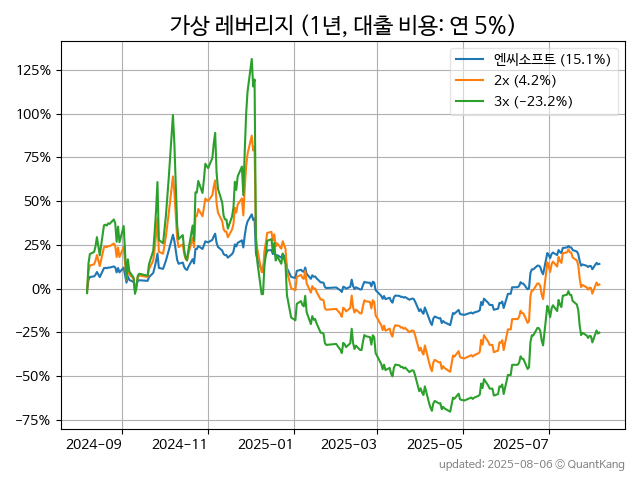 가상 레버리지 (1년, 대출 비용: 연 5%)
엔씨소프트 (15.1%)
2x (4.2%)
3x (−23.2%)
125%
100%
75%
50%
25%
0%
−25%
−50%
−75%
2024-09 2024-11 2025-01 2025-03 2025-05 2025-07
updated: 2025-08-06 © QuantKang